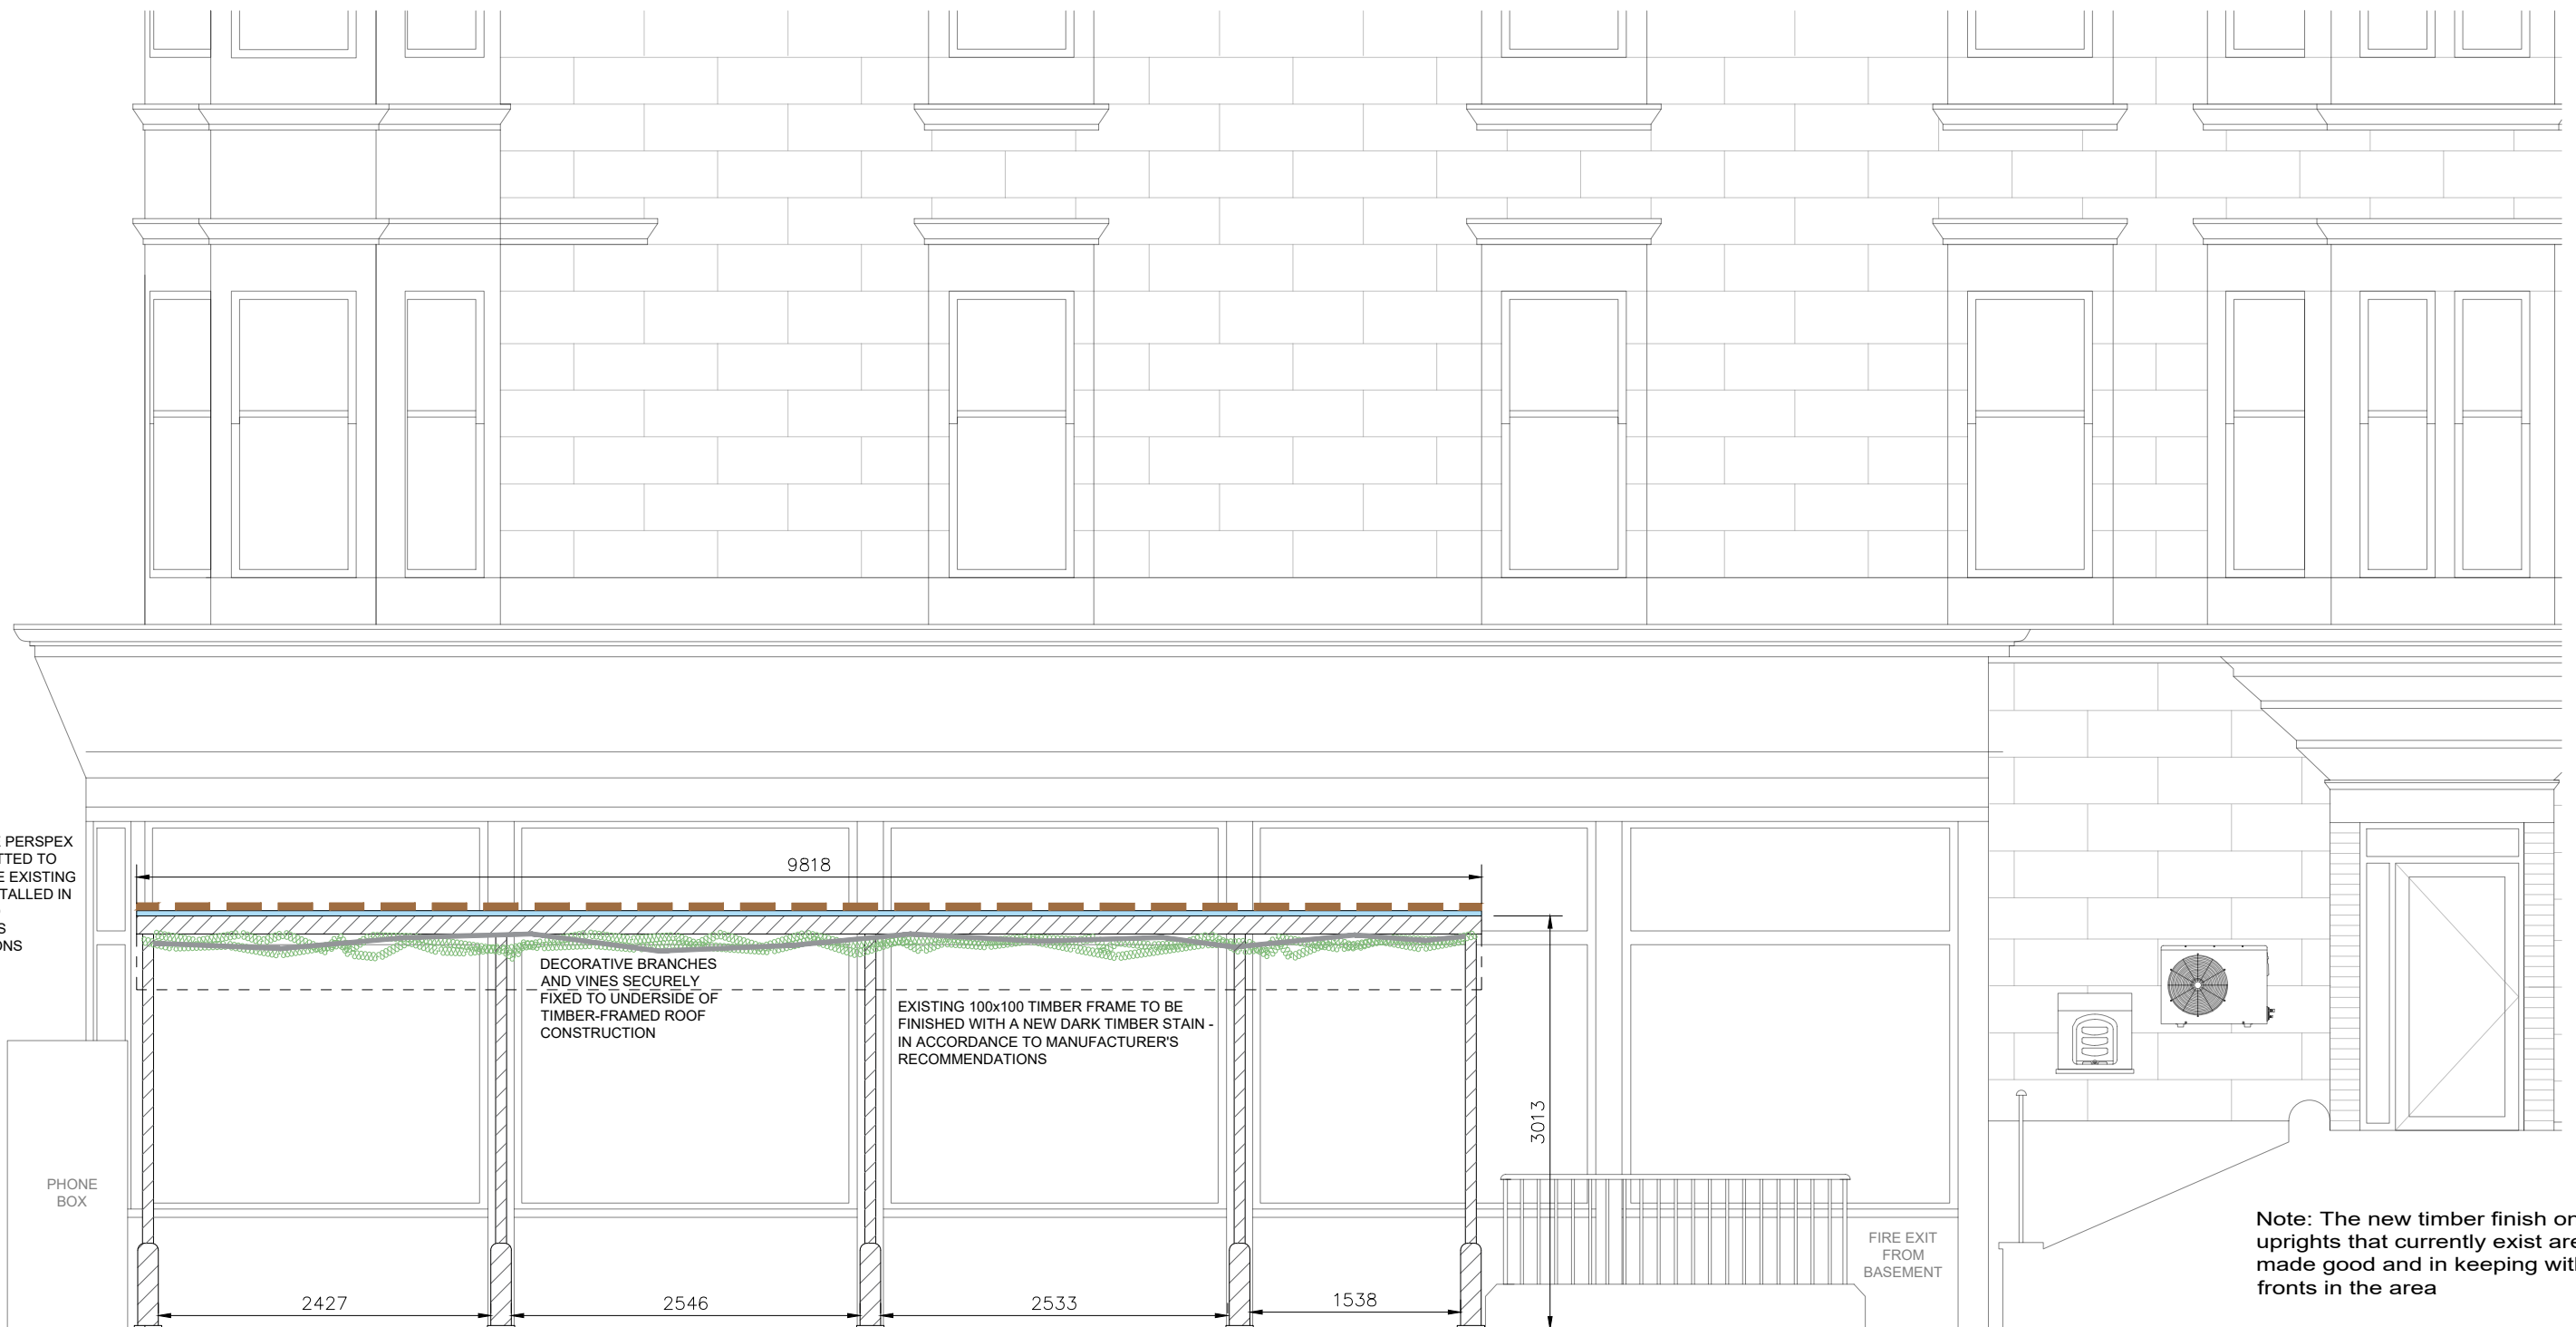 PERSPEX
TTED TO
E EXISTING
TALLED IN
S
ONS
9818
DECORATIVE BRANCHES
AND VINES SECURELY
FIXED TO UNDERSIDE OF
TIMBER-FRAMED ROOF
CONSTRUCTION
EXISTING 100x100 TIMBER FRAME TO BE
FINISHED WITH A NEW DARK TIMBER STAIN -
IN ACCORDANCE TO MANUFACTURER'S
RECOMMENDATIONS
3013
PHONE
BOX
FIRE EXIT
FROM
BASEMENT
2427
2546
2533
1538
Note: The new timber finish on
uprights that currently exist are
made good and in keeping with
fronts in the area